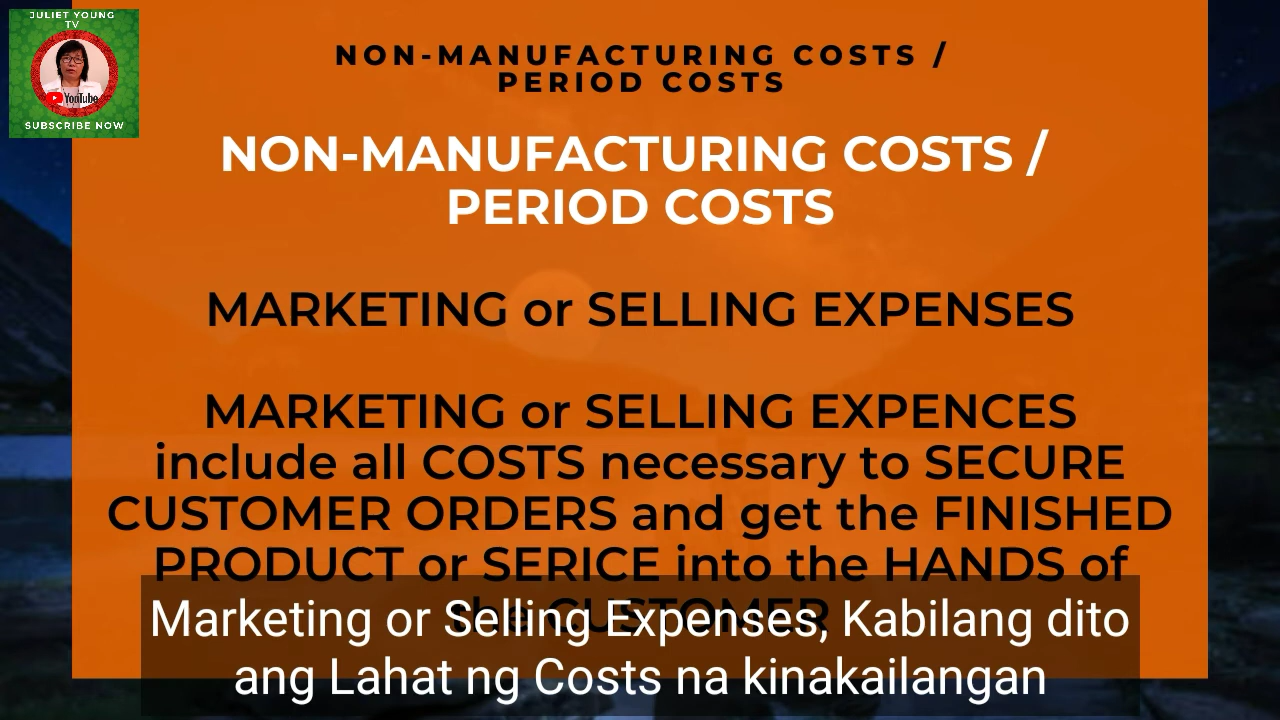 JULIET YOUNG
TV
YouTube
SUBSCRIBE NOW
NON-MANUFACTURING COSTS /
PERIOD COSTS
NON-MANUFACTURING COSTS /
PERIOD COSTS
MARKETING or SELLING EXPENSES
MARKETING or SELLING EXPENCES
include all COSTS necessary to SECURE
CUSTOMER ORDERS and get the FINISHED
PRODUCT or SERICE into the HANDS of
the CUSTOMER
Marketing or Selling Expenses, Kabilang dito
ang Lahat ng Costs na kinakailangan